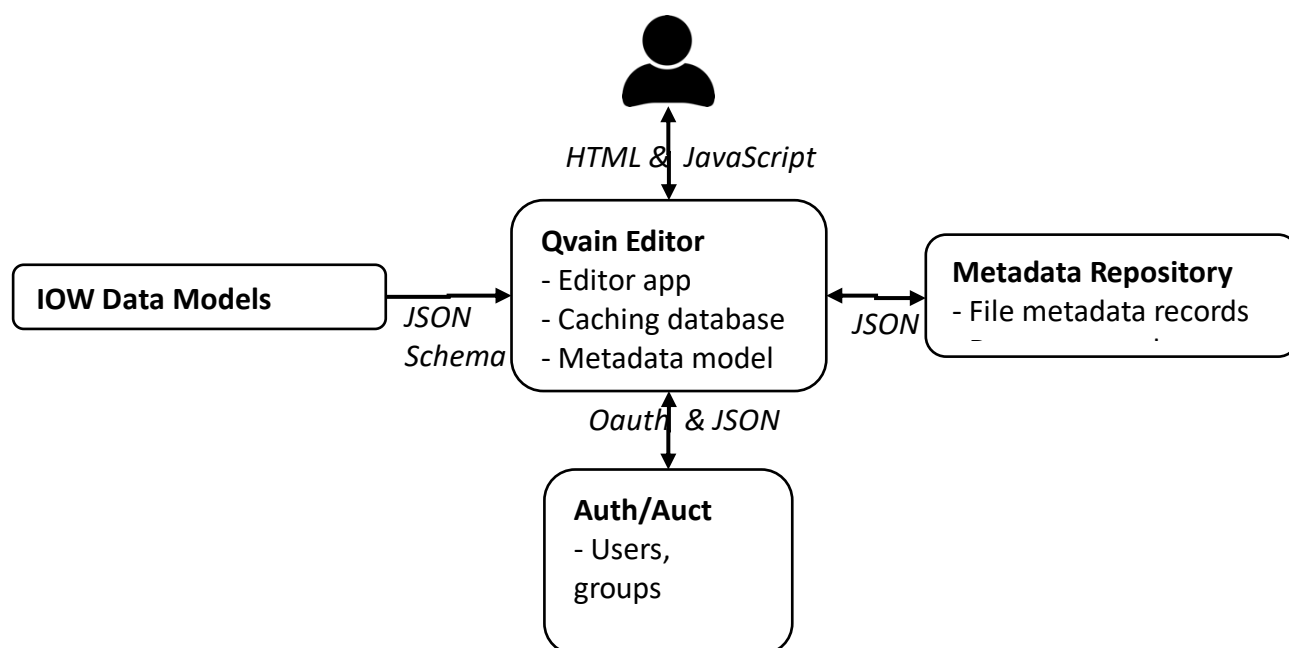 HTML & JavaScript
Qvain Editor
- Editor app
- Caching database
- Metadata model
IOW Data Models
JSON
Schema
JSON
Metadata Repository
- File metadata records
Oauth & JSON
Auth/Auct
- Users,
groups